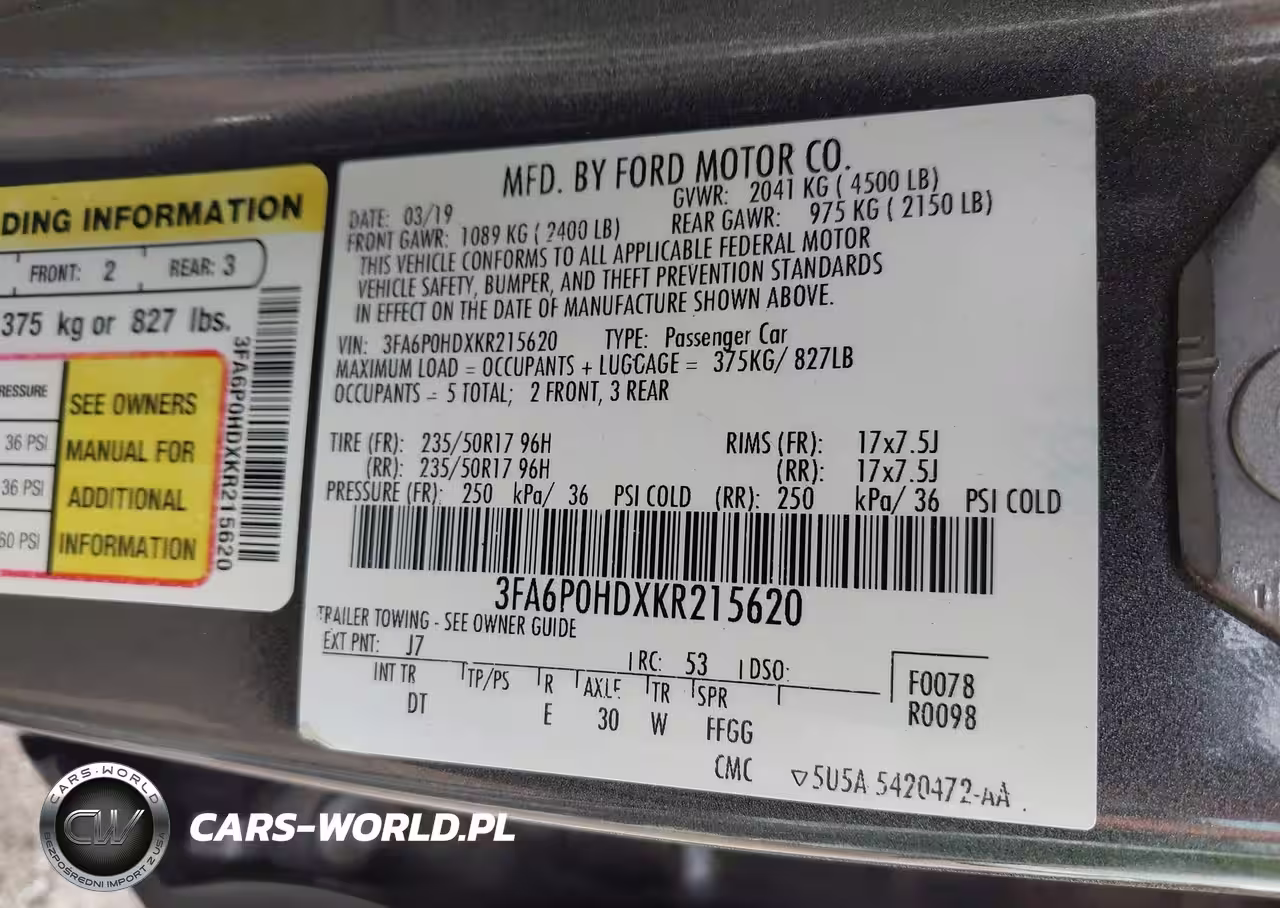 DING INFORMATION
FRONT: 2 REAR: 3
375 kg or 827 lbs.
RESSURE
36 PSI
36 PSI
60 PSI
SEE OWNERS
MANUAL FOR
ADDITIONAL
INFORMATION
3FA6P0HDXKR215620
MFD. BY FORD MOTOR CO.
DATE: 03/19 GVWR: 2041 KG ( 4500 LB)
FRONT GAWR: 1089 KG ( 2400 LB) REAR GAWR: 975 KG ( 2150 LB)
THIS VEHICLE CONFORMS TO ALL APPLICABLE FEDERAL MOTOR
VEHICLE SAFETY, BUMPER, AND THEFT PREVENTION STANDARDS
IN EFFECT ON THE DATE OF MANUFACTURE SHOWN ABOVE.
VIN: 3FA6P0HDXKR215620 TYPE: Passenger Car
MAXIMUM LOAD = OCCUPANTS + LUGGAGE = 375KG/ 827LB
OCCUPANTS = 5 TOTAL; 2 FRONT, 3 REAR
TIRE (FR): 235/50R17 96H RIMS (FR): 17x7.5J
(RR): 235/50R17 96H (RR): 17x7.5J
PRESSURE (FR): 250 kPa/ 36 PSI COLD (RR): 250 kPa/ 36 PSI COLD
3FA6P0HDXKR215620
TRAILER TOWING - SEE OWNER GUIDE
EXT PNT: J7 RC: 53 DSO:
INT TR TP/PS R AXLE TR SPR
DT E 30 W FFGG
F0078
R0098
CMC ▽5U5A 5420472-AA
CARS-WORLD
CW
BEZPOŚREDNI IMPORT Z USA
CARS-WORLD.PL